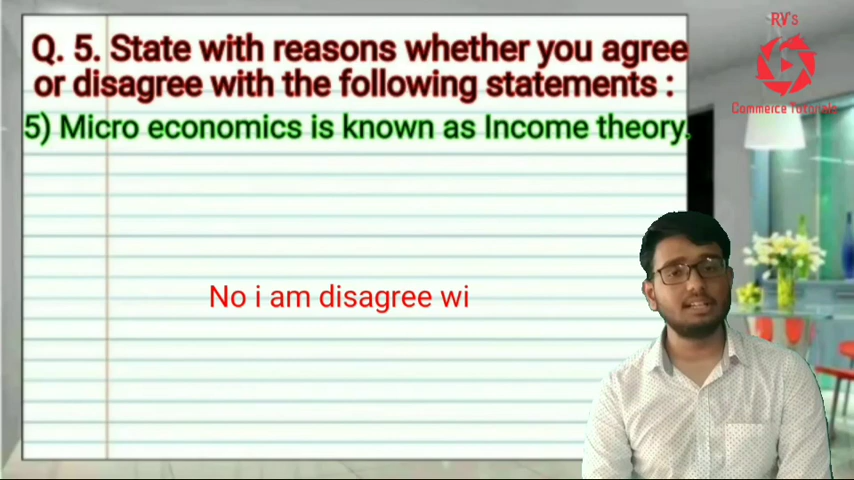 Q. 5. State with reasons whether you agree
or disagree with the following statements :
5) Micro economics is known as Income theory.
No i am disagree wi
RV's
Commerce Tutorials